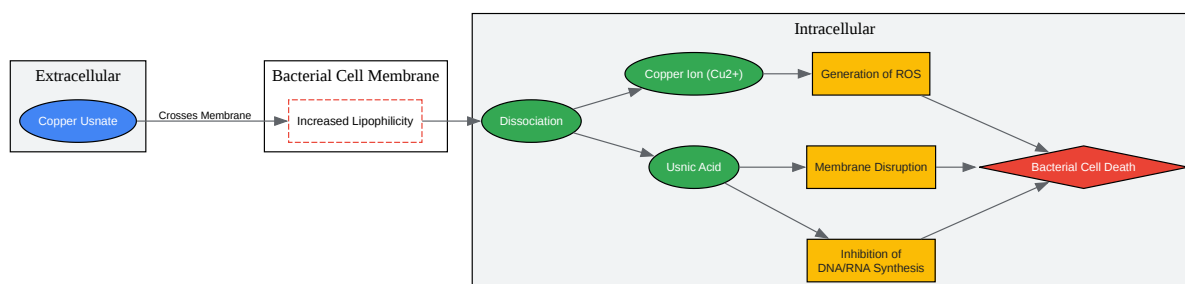 Extracellular
Copper Usnate
Crosses Membrane
Bacterial Cell Membrane
Increased Lipophilicity
Intracellular
Dissociation
Copper Ion (Cu2+)
Generation of ROS
Usnic Acid
Membrane Disruption
Bacterial Cell Death
Inhibition of
DNA/RNA Synthesis